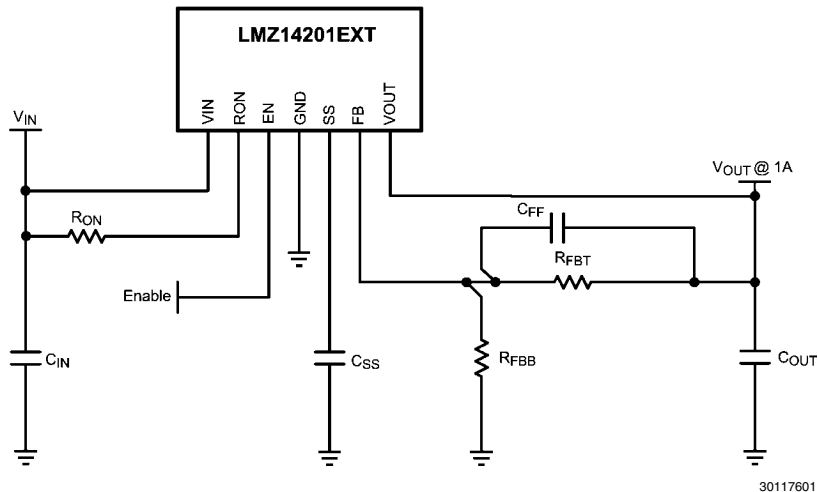 LMZ14201EXT
VIN
RON
EN
GND
SS
FB
VOUT
VIN
VOUT @ 1A
RON
CFF
RFBT
Enable
CIN
CSS
RFBB
COUT
30117601